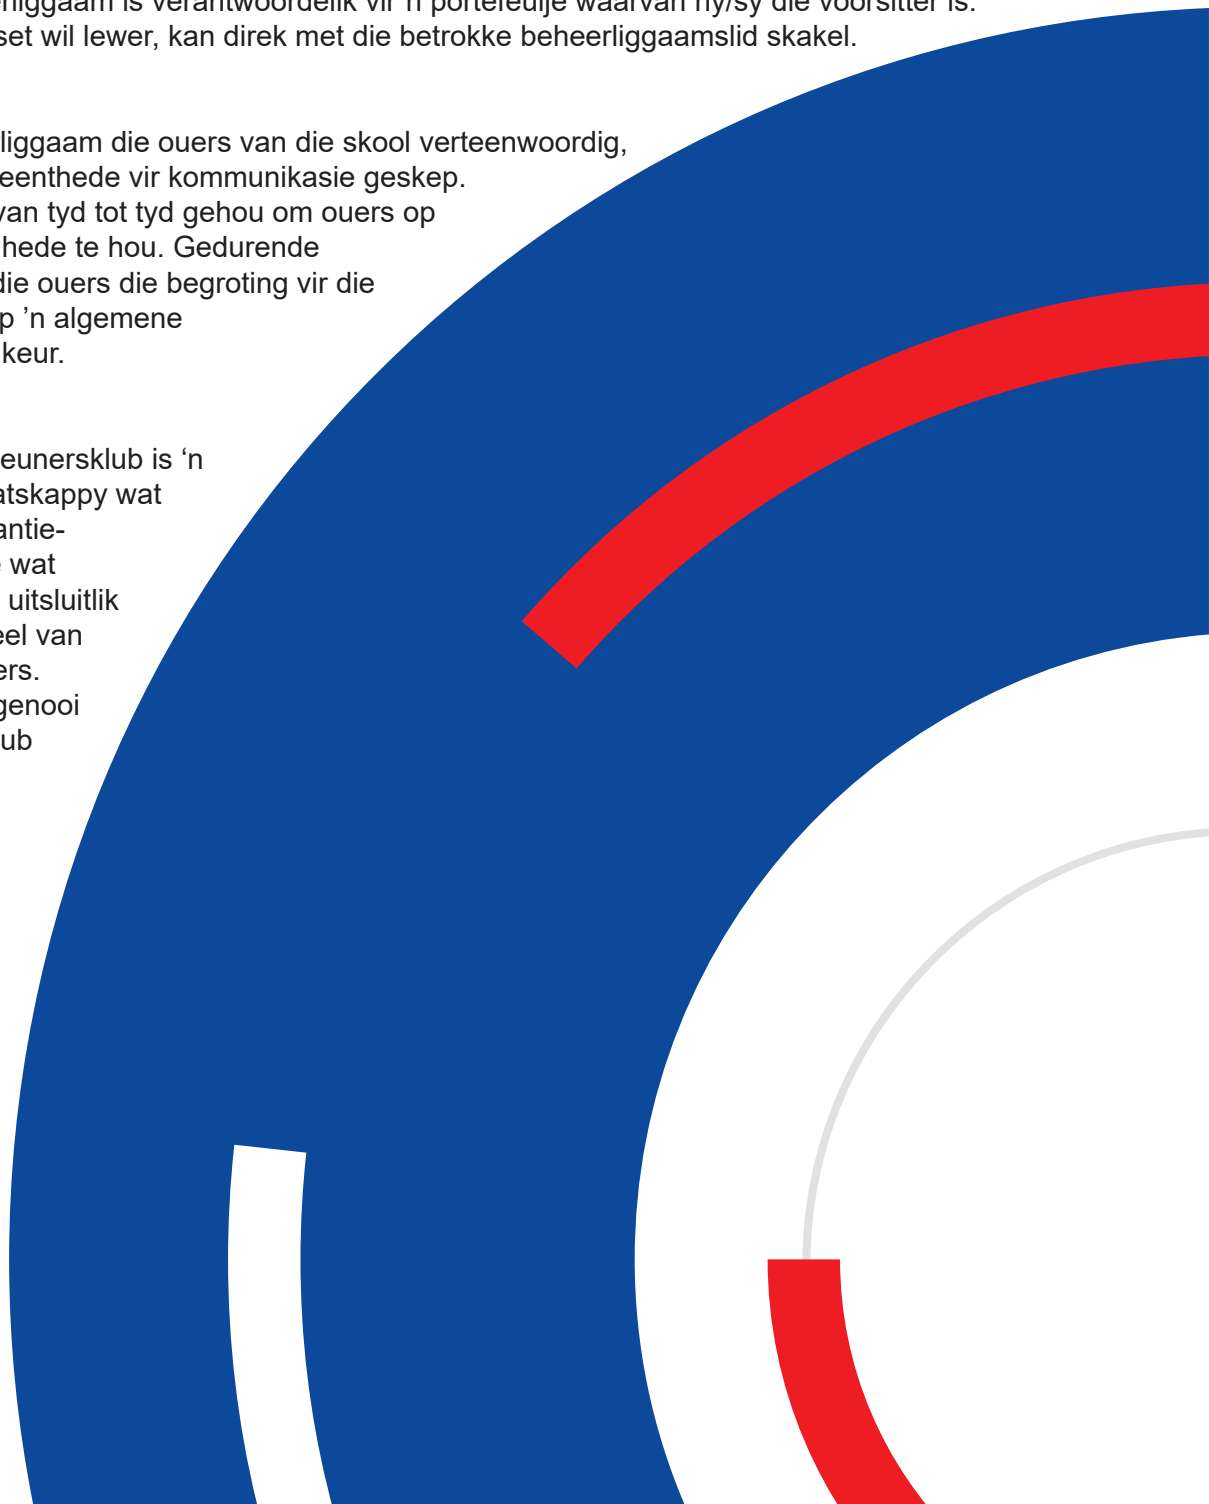 is verantwoordelik vir 'n portefeulje waarvan hy/sy die voorsitter is.
set wil lewer, kan direk met die betrokke beheerliggaamslid skakel.
liggaam die ouers van die skool verteenwoordig,
eenthede vir kommunikasie geskep.
van tyd tot tyd gehou om ouers op
hede te hou. Gedurende
die ouers die begroting vir die
p ’n algemene
keur.
eunersklub is ‘n
atskappy wat
antie-
wat
uitsluitlik
eel van
ers.
genooi
ub